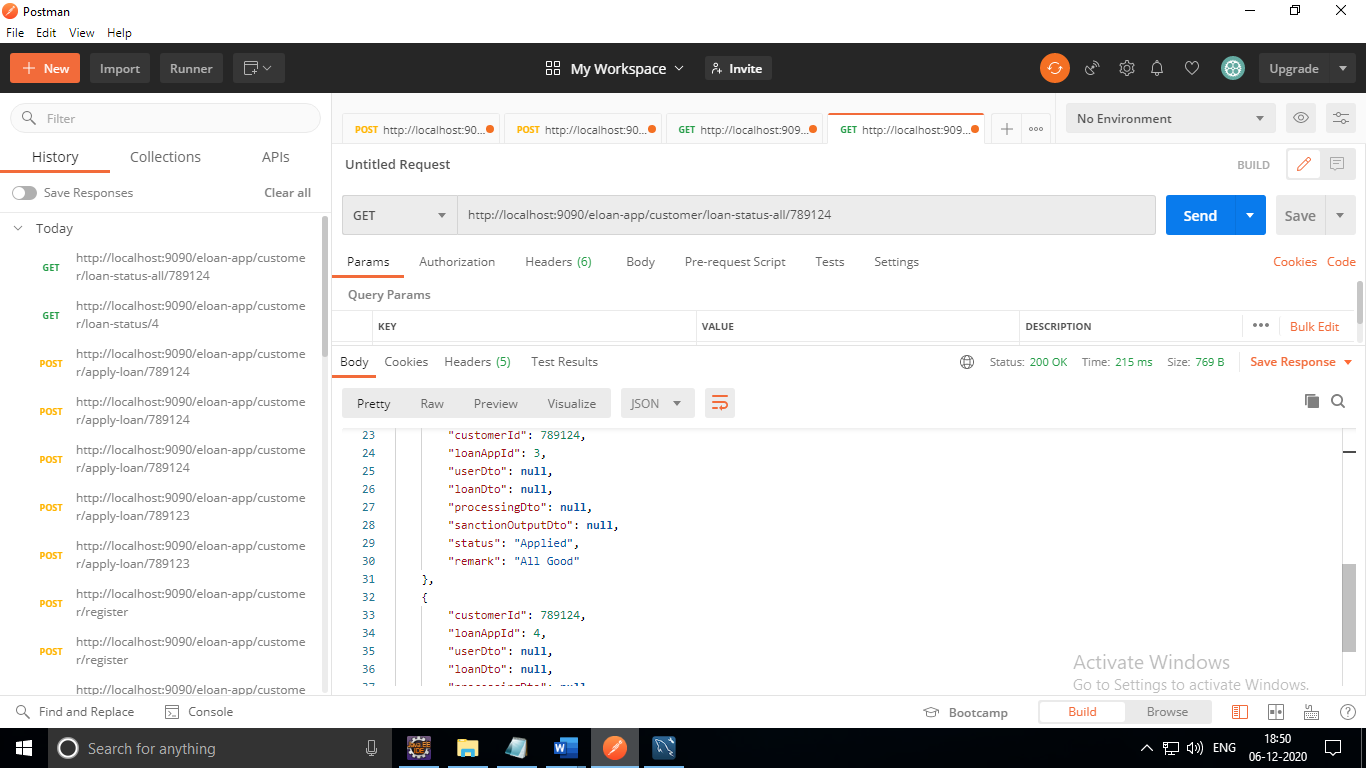 Postman
File Edit View Help
New Import Runner My Workspace Invite Upgrade
Filter
History Collections APIs
Save Responses Clear all
Today
GET http://localhost:9090/eloan-app/custome
r/loan-status-all/789124
GET http://localhost:9090/eloan-app/custome
r/loan-status/4
POST http://localhost:9090/eloan-app/custome
r/apply-loan/789124
POST http://localhost:9090/eloan-app/custome
r/apply-loan/789124
POST http://localhost:9090/eloan-app/custome
r/apply-loan/789124
POST http://localhost:9090/eloan-app/custome
r/apply-loan/789123
POST http://localhost:9090/eloan-app/custome
r/apply-loan/789123
POST http://localhost:9090/eloan-app/custome
r/register
POST http://localhost:9090/eloan-app/custome
r/register
http://localhost:9090/eloan-app/custome
POST http://localhost:90... POST http://localhost:90... GET http://localhost:909... GET http://localhost:909... No Environment
Untitled Request BUILD
GET http://localhost:9090/eloan-app/customer/loan-status-all/789124 Send Save
Params Authorization Headers (6) Body Pre-request Script Tests Settings Cookies Code
Query Params
KEY VALUE DESCRIPTION Bulk Edit
Body Cookies Headers (5) Test Results Status: 200 OK Time: 215 ms Size: 769 B Save Response
Pretty Raw Preview Visualize JSON
23 "customerId": 789124,
24 "loanAppId": 3,
25 "userDto": null,
26 "loanDto": null,
27 "processingDto": null,
28 "sanctionOutputDto": null,
29 "status": "Applied",
30 "remark": "All Good"
31 },
32 {
33 "customerId": 789124,
34 "loanAppId": 4,
35 "userDto": null,
36 "loanDto": null,
37 "processingDto": null
Activate Windows
Go to Settings to activate Windows.
Find and Replace Console Bootcamp Build Browse
Search for anything ENG 18:50
06-12-2020